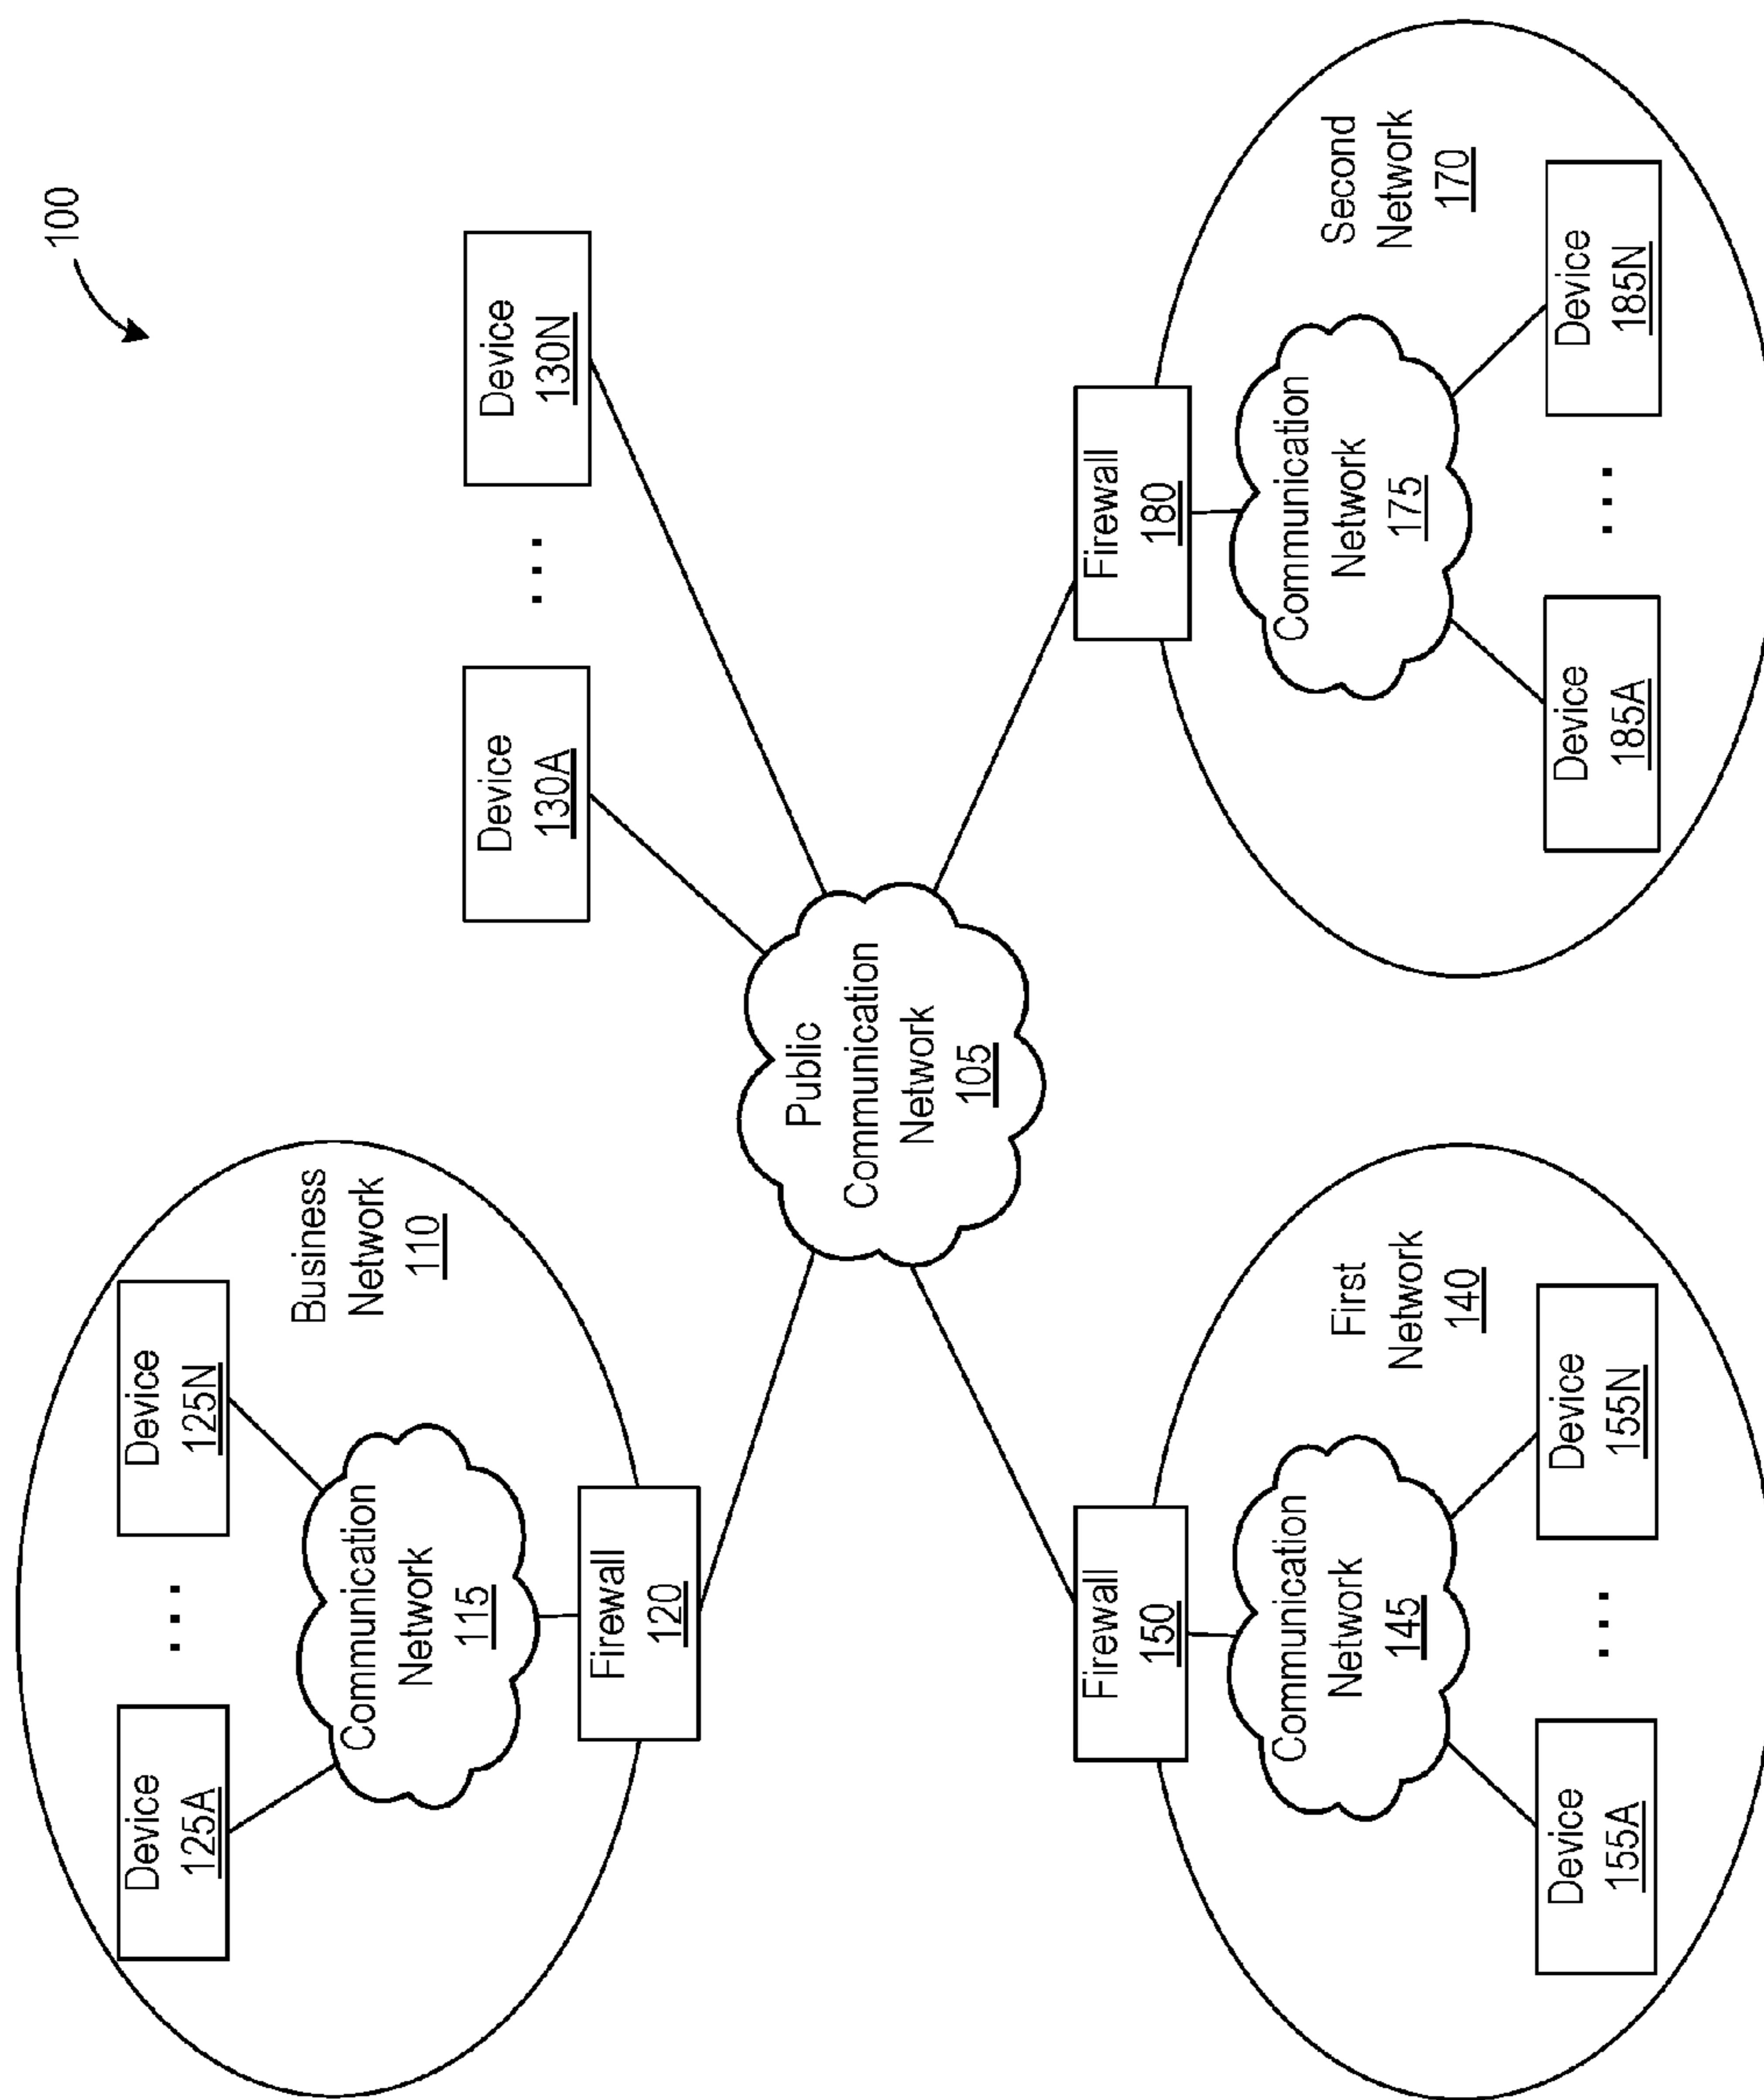 100
Device
125A
...
Device
125N
Communication
Network
115
Business
Network
110
Firewall
120
Device
130A
...
Device
130N
Public
Communication
Network
105
Firewall
150
Communication
Network
145
First
Network
140
Device
155A
...
Device
155N
Firewall
180
Communication
Network
175
Second
Network
170
Device
185A
...
Device
185N